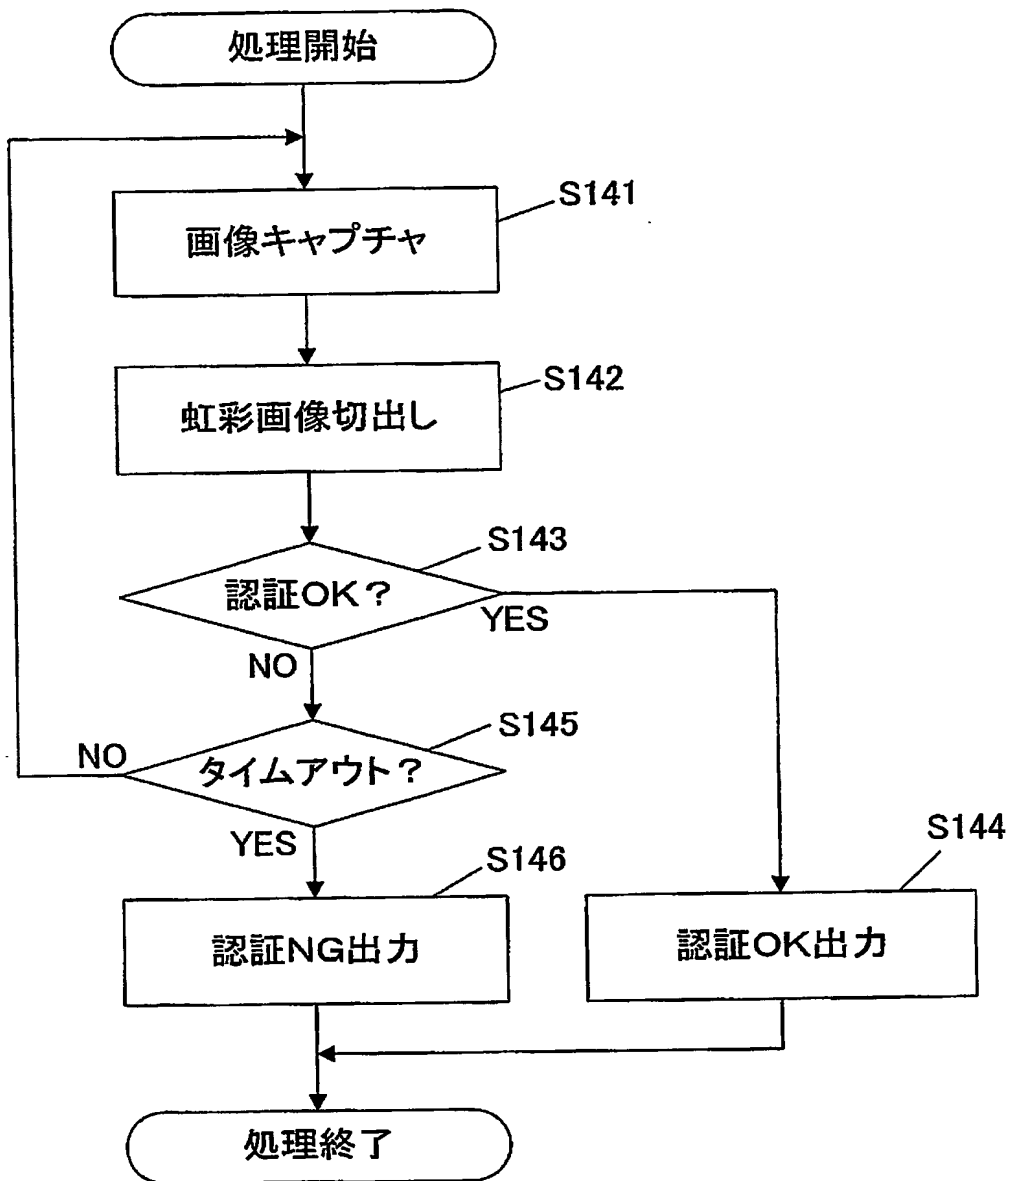 処理開始
S141
画像キャプチャ
S142
虹彩画像切出し
S143
認証OK?
YES
NO
S145
NO
タイムアウト?
YES
S146
S144
認証NG出力
認証OK出力
処理終了